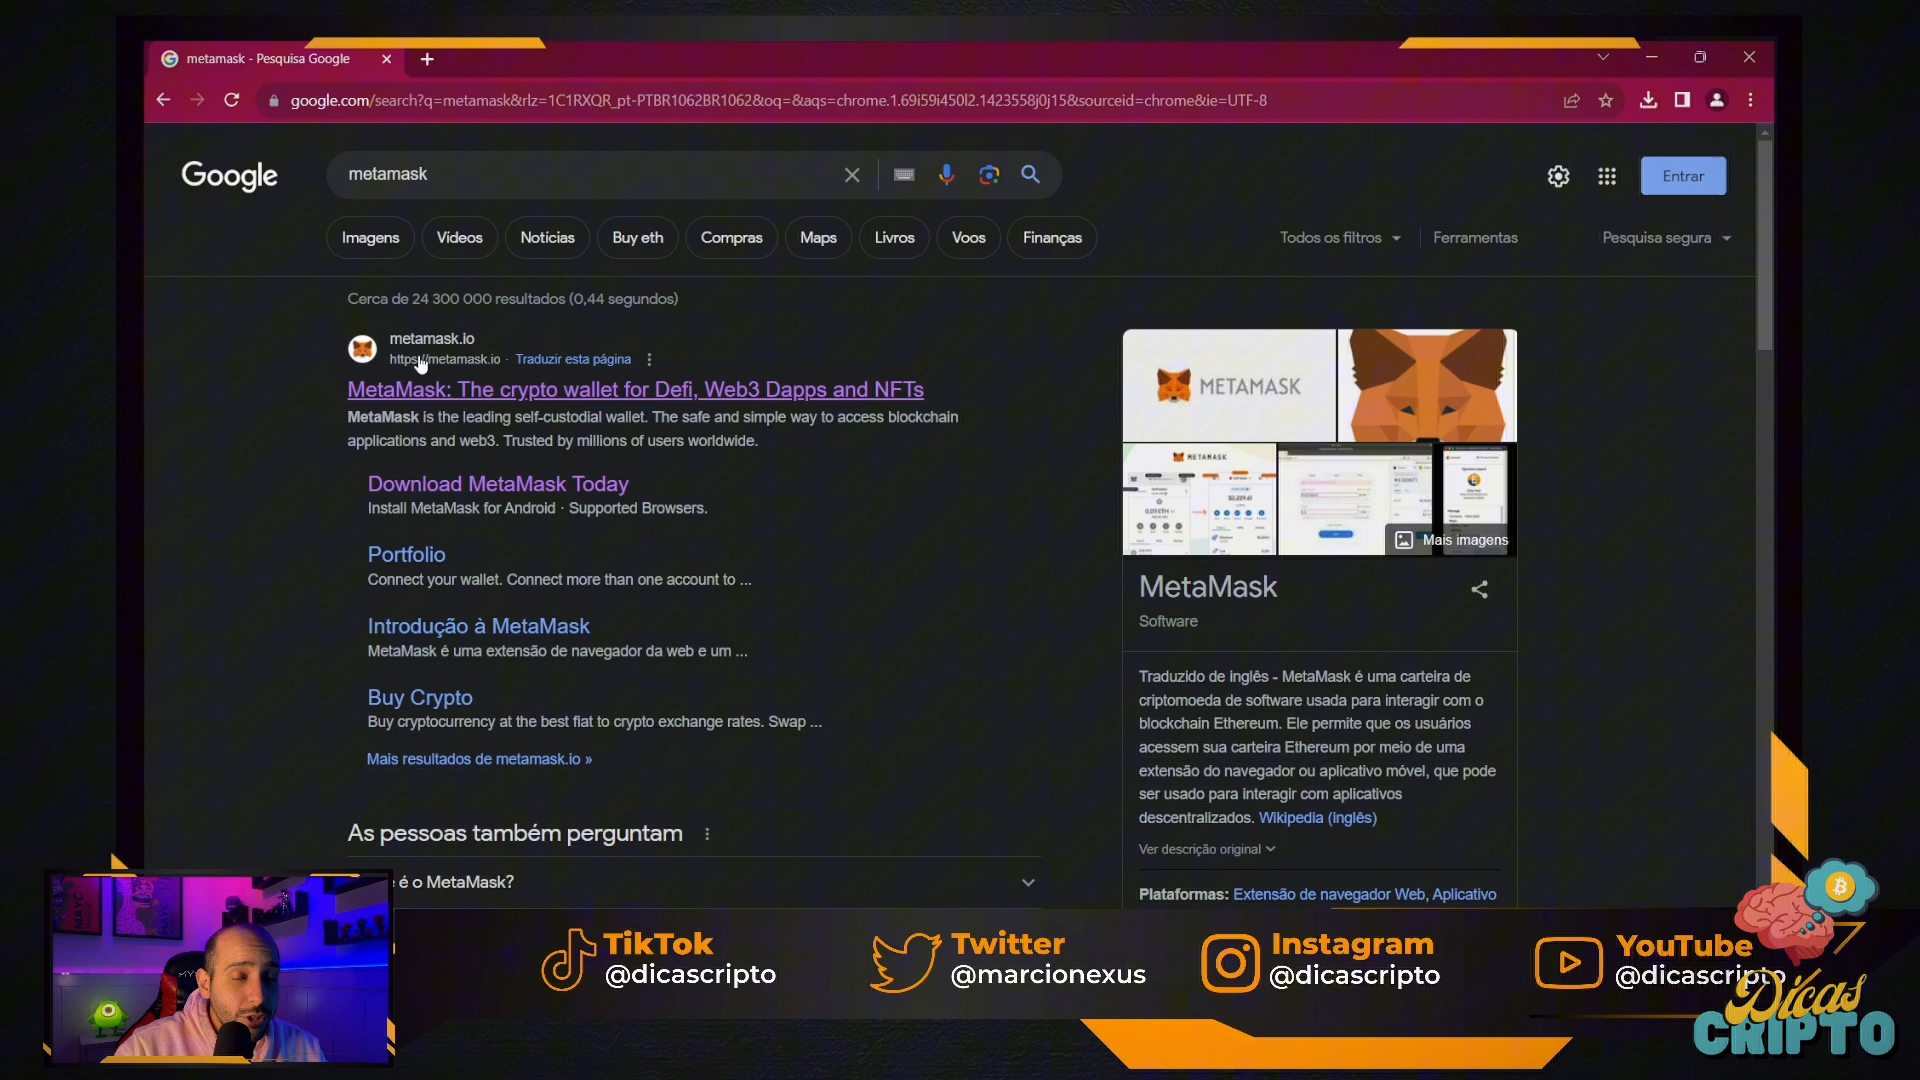 metamask - Pesquisa Google
google.com/search?q=metamask&rlz=1C1RXQR_pt-PTBR1062BR1062&oq=&aqs=chrome.1.69i59i450l2.1423558j0j15&sourceid=chrome&ie=UTF-8
Google
metamask
Entrar
Imagens
Vídeos
Notícias
Buy eth
Compras
Maps
Livros
Voos
Finanças
Todos os filtros
Ferramentas
Pesquisa segura
Cerca de 24 300 000 resultados (0,44 segundos)
metamask.io
https://metamask.io · Traduzir esta página
MetaMask: The crypto wallet for Defi, Web3 Dapps and NFTs
MetaMask is the leading self-custodial wallet. The safe and simple way to access blockchain
applications and web3. Trusted by millions of users worldwide.
Download MetaMask Today
Install MetaMask for Android · Supported Browsers.
Portfolio
Connect your wallet. Connect more than one account to ...
Introdução à MetaMask
MetaMask é uma extensão de navegador da web e um ...
Buy Crypto
Buy cryptocurrency at the best fiat to crypto exchange rates. Swap ...
Mais resultados de metamask.io »
As pessoas também perguntam
é o MetaMask?
METAMASK
METAMASK
Mais imagens
MetaMask
Software
Traduzido de inglês - MetaMask é uma carteira de
criptomoeda de software usada para interagir com o
blockchain Ethereum. Ele permite que os usuários
acessem sua carteira Ethereum por meio de uma
extensão do navegador ou aplicativo móvel, que pode
ser usado para interagir com aplicativos
descentralizados. Wikipedia (inglês)
Ver descrição original
Plataformas: Extensão de navegador Web, Aplicativo
TikTok
@dicascripto
Twitter
@marcionexus
Instagram
@dicascripto
YouTube
@dicascripto
Dicas
CRIPTO